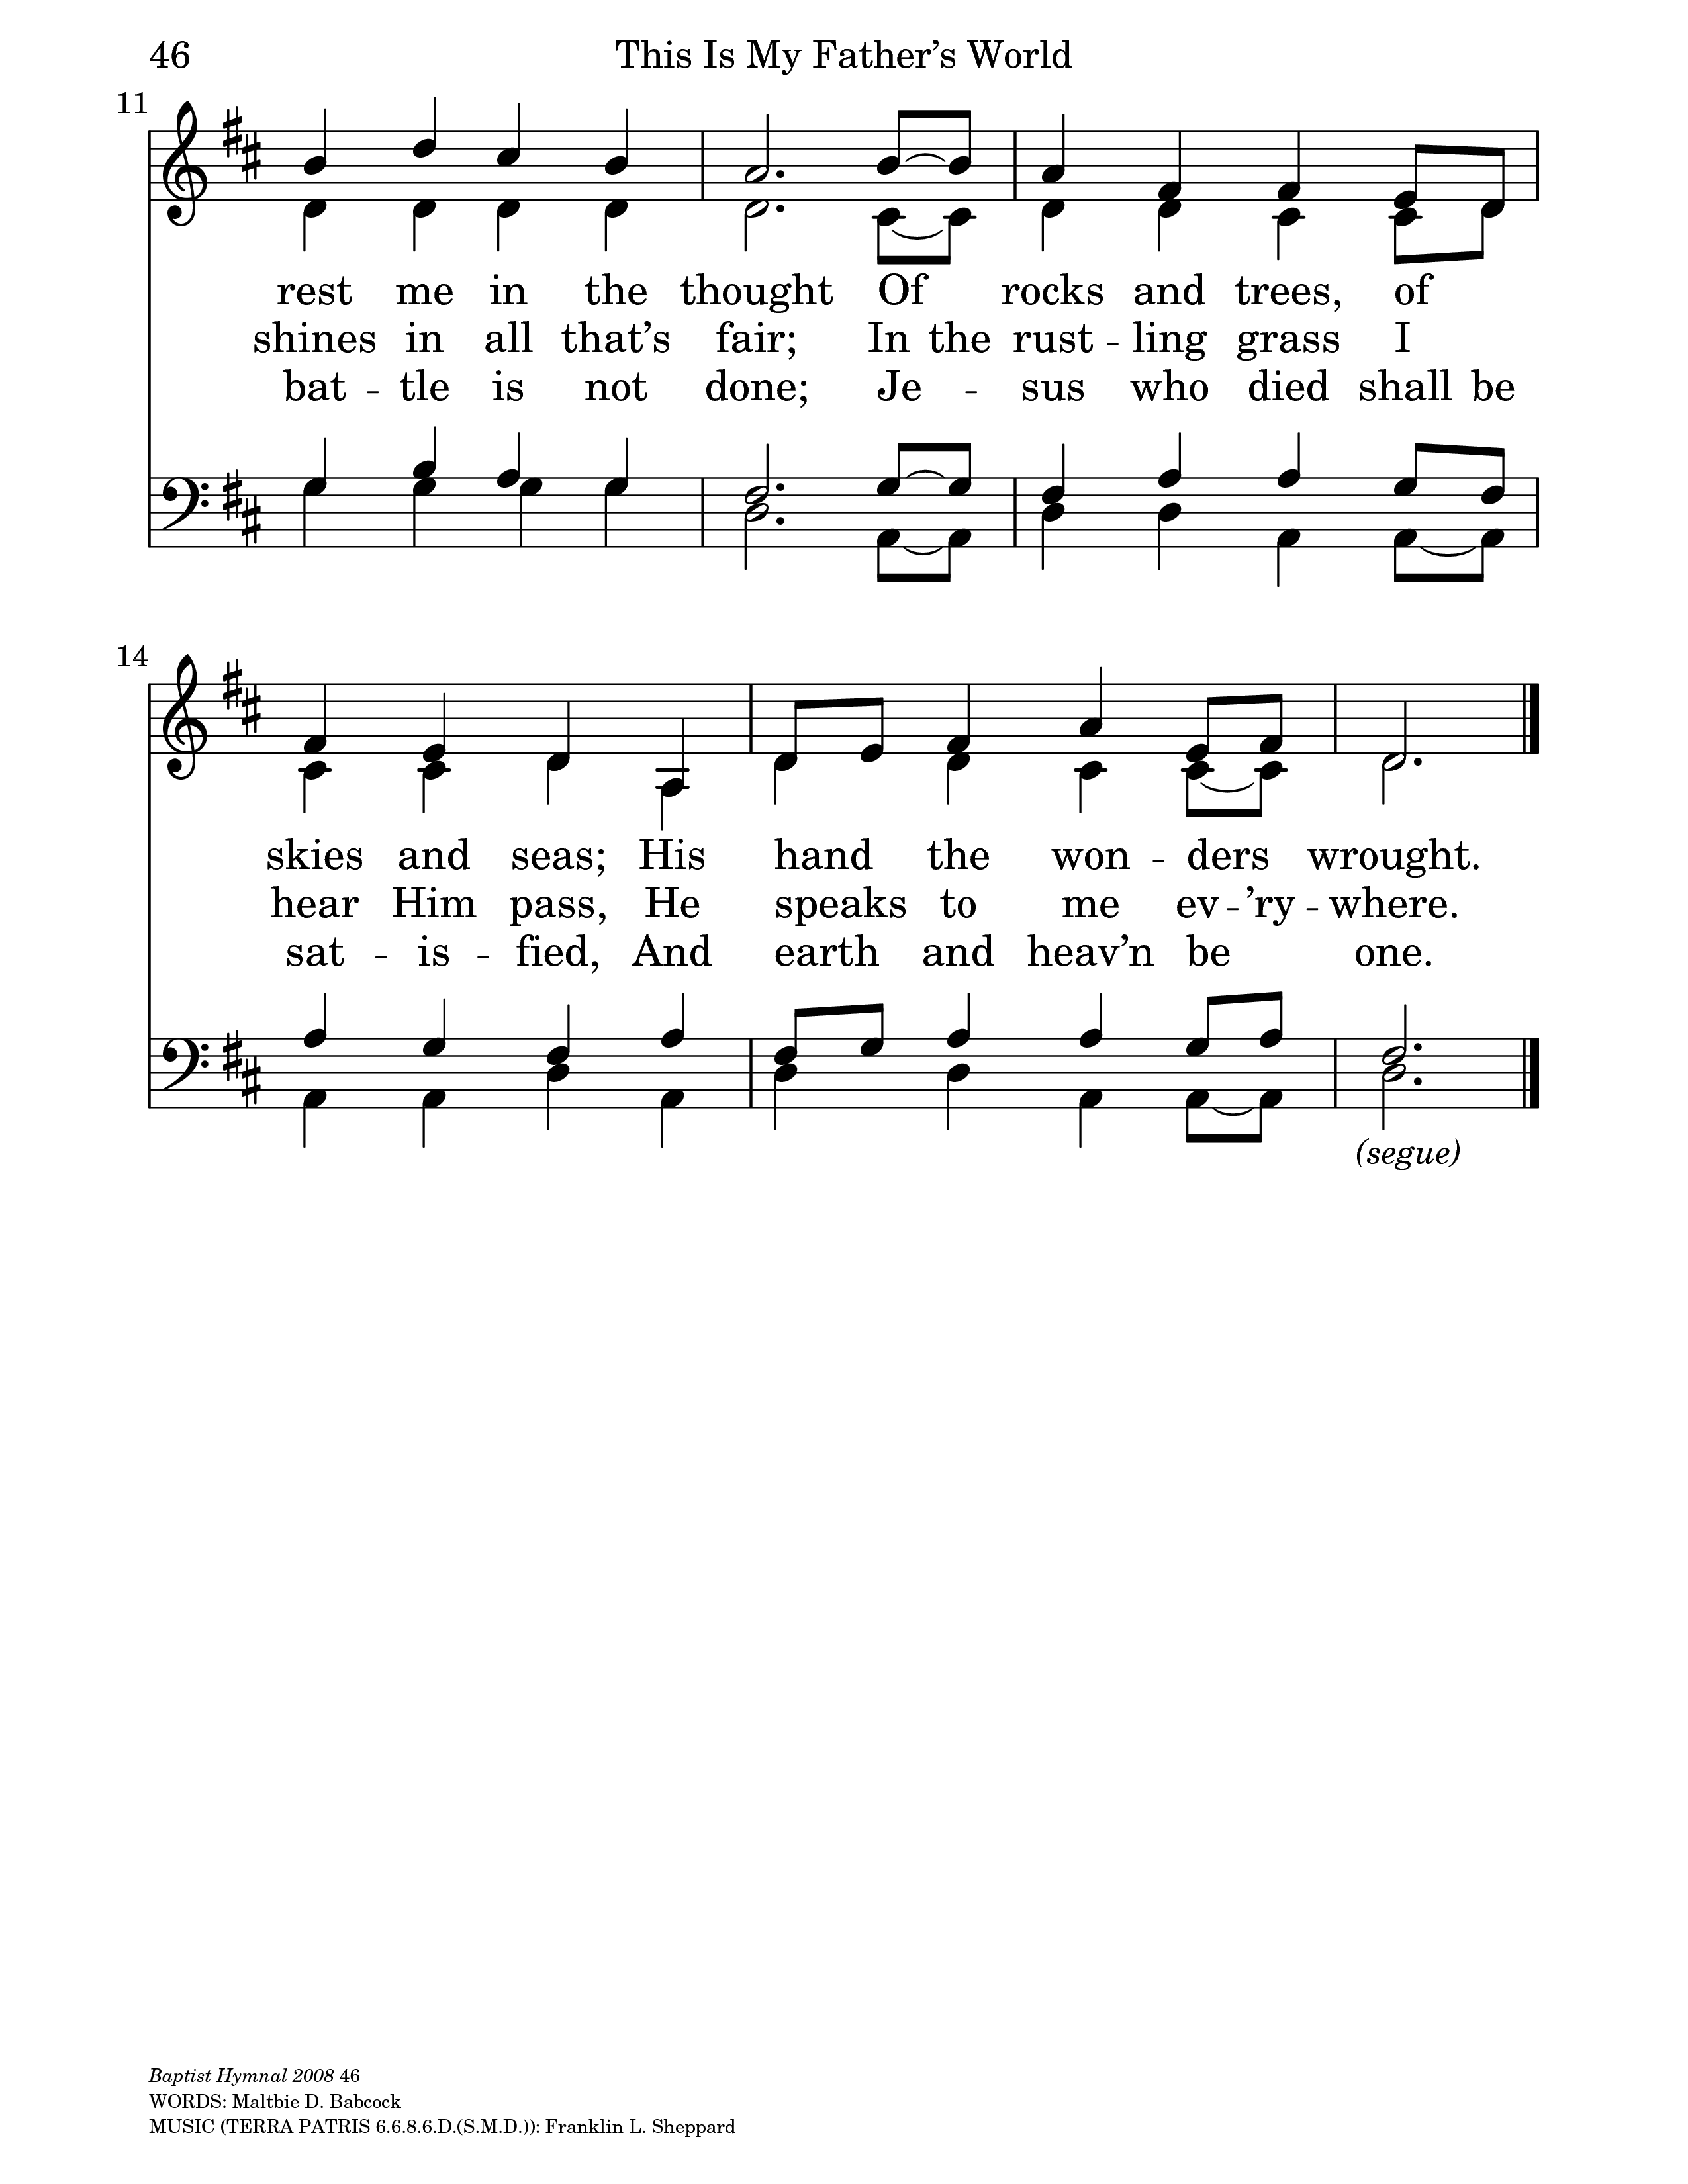 46 This Is My Father’s World
11
rest me in the thought Of rocks and trees, of
shines in all that’s fair; In the rust -- ling grass I
bat -- tle is not done; Je -- sus who died shall be
14
skies and seas; His hand the won -- ders wrought.
hear Him pass, He speaks to me ev -- ’ry -- where.
sat -- is -- fied, And earth and heav’n be one.
(segue)
Baptist Hymnal 2008 46
WORDS: Maltbie D. Babcock
MUSIC (TERRA PATRIS 6.6.8.6.D.(S.M.D.)): Franklin L. Sheppard